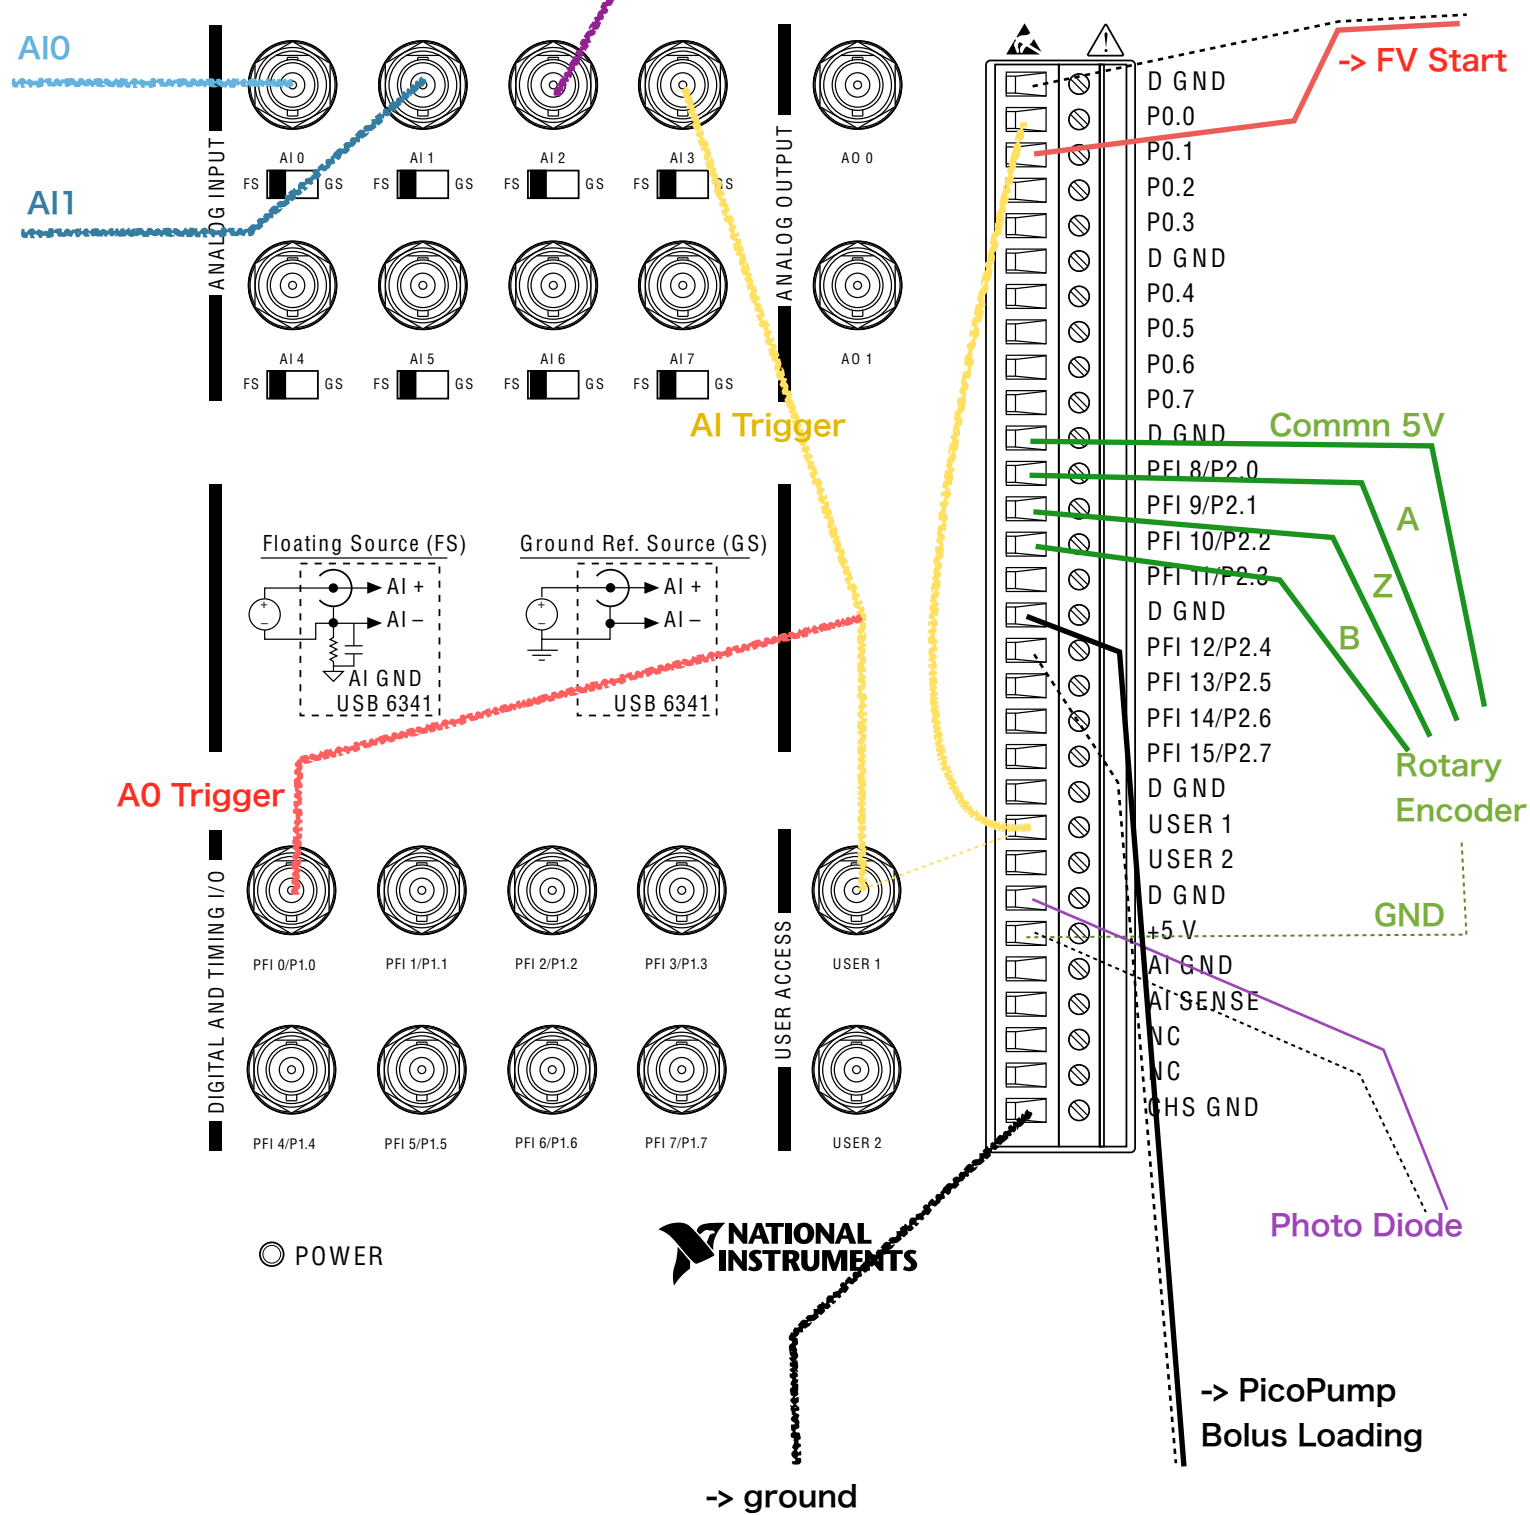 AI0
AI1
ANALOG INPUT
AI 0
AI 1
AI 2
AI 3
FS GS
FS GS
FS GS
FS GS
AI 4
AI 5
AI 6
AI 7
FS GS
FS GS
FS GS
FS GS
ANALOG OUTPUT
AO 0
AO 1
AI Trigger
Floating Source (FS)
AI +
AI –
AI GND
USB 6341
Ground Ref. Source (GS)
AI +
AI –
USB 6341
A0 Trigger
DIGITAL AND TIMING I/O
PFI 0/P1.0
PFI 1/P1.1
PFI 2/P1.2
PFI 3/P1.3
PFI 4/P1.4
PFI 5/P1.5
PFI 6/P1.6
PFI 7/P1.7
USER ACCESS
USER 1
USER 2
POWER
NATIONAL
INSTRUMENTS
-> ground
D GND
P0.0
P0.1
P0.2
P0.3
D GND
P0.4
P0.5
P0.6
P0.7
D GND
PFI 8/P2.0
PFI 9/P2.1
PFI 10/P2.2
PFI 11/P2.3
D GND
PFI 12/P2.4
PFI 13/P2.5
PFI 14/P2.6
PFI 15/P2.7
D GND
USER 1
USER 2
D GND
+5 V
AI GND
AI SENSE
NC
NC
CHS GND
-> FV Start
Commn 5V
A
Z
B
Rotary
Encoder
GND
Photo Diode
-> PicoPump
Bolus Loading